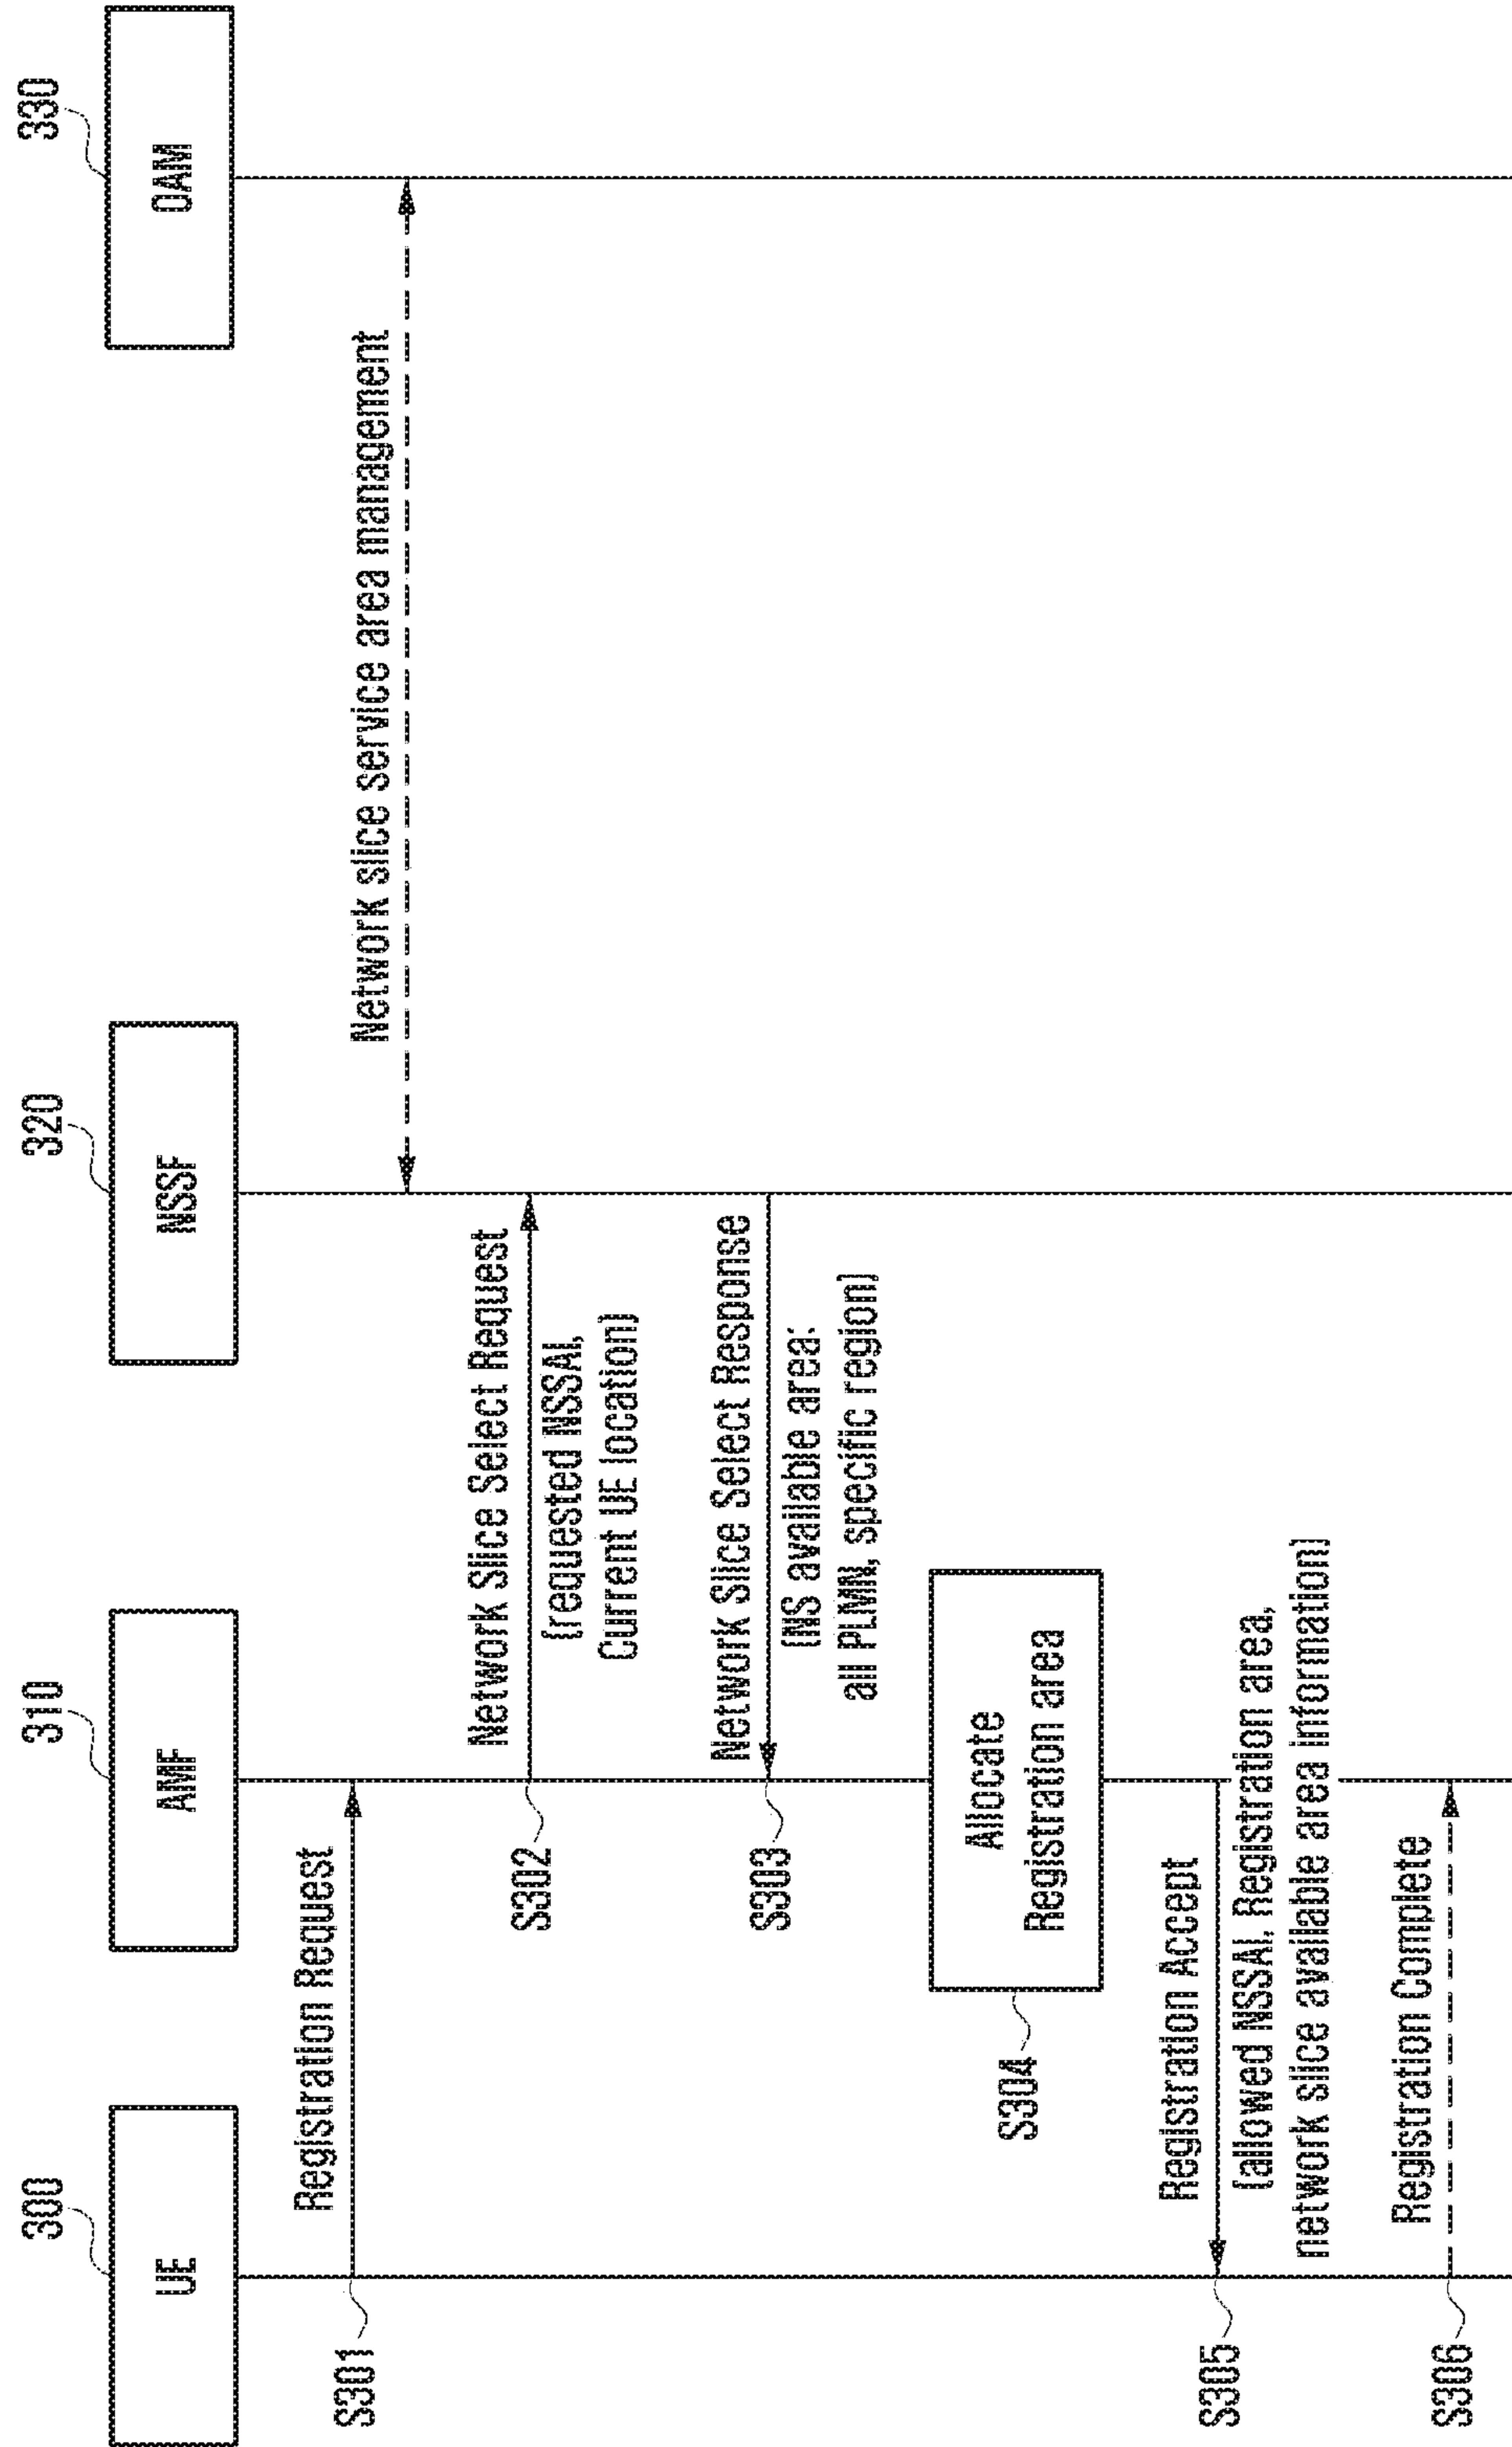 300
310
320
330
UE
AMF
NSSF
OAM
Registration Request
S301
Network slice service area management
Network Slice Select Request
(requested NSSAI,
Current UE location)
S302
Network Slice Select Response
(NS available area:
all PLMN, specific region)
S303
Allocate
Registration area
S304
Registration Accept
(allowed NSSAI, Registration area,
network slice available area information)
S305
Registration Complete
S306